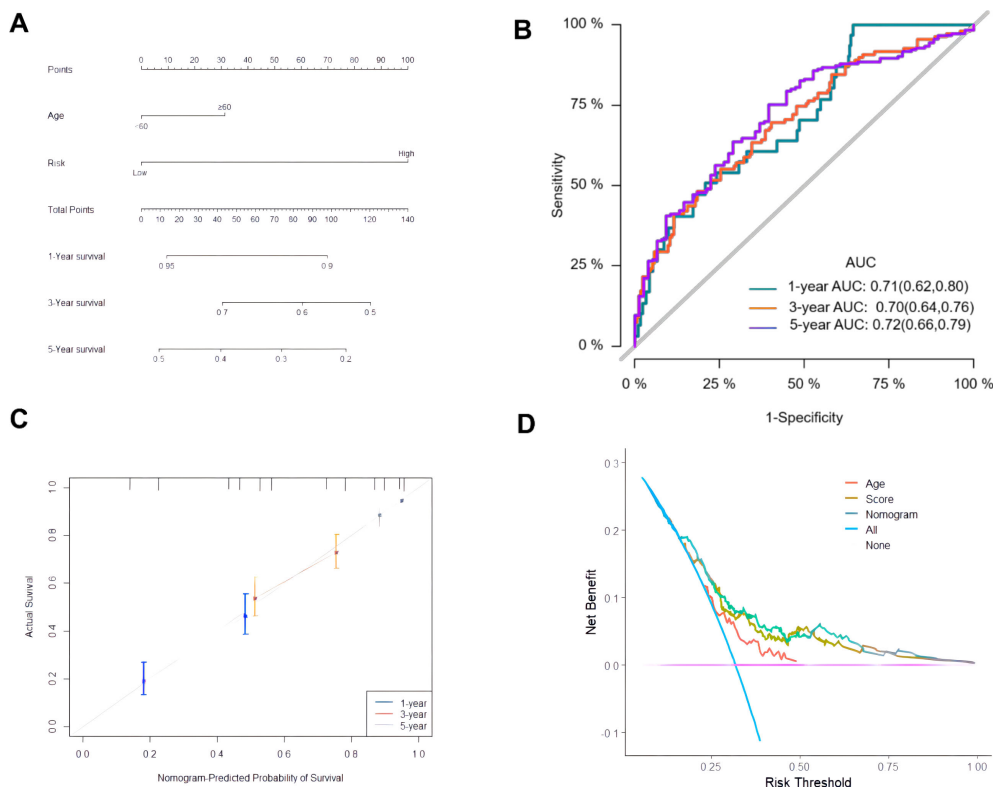 A
Points
0 10 20 30 40 50 60 70 80 90 100
Age
≥60
<60
Risk
High
Low
Total Points
0 10 20 30 40 50 60 70 80 90 100 120 140
1-Year survival
0.95 0.9
3-Year survival
0.7 0.6 0.5
5-Year survival
0.5 0.4 0.3 0.2
B
100 %
75 %
50 %
25 %
0 %
Sensitivity
AUC
1-year AUC: 0.71(0.62,0.80)
3-year AUC: 0.70(0.64,0.76)
5-year AUC: 0.72(0.66,0.79)
0 % 25 % 50 % 75 % 100 %
1-Specificity
C
1.0
0.8
0.6
0.4
0.2
0.0
Actual Survival
1-year
3-year
5-year
0.0 0.2 0.4 0.6 0.8 1.0
Nomogram-Predicted Probability of Survival
D
0.3
0.2
0.1
0.0
-0.1
Net Benefit
Age
Score
Nomogram
All
None
0.25 0.50 0.75 1.00
Risk Threshold